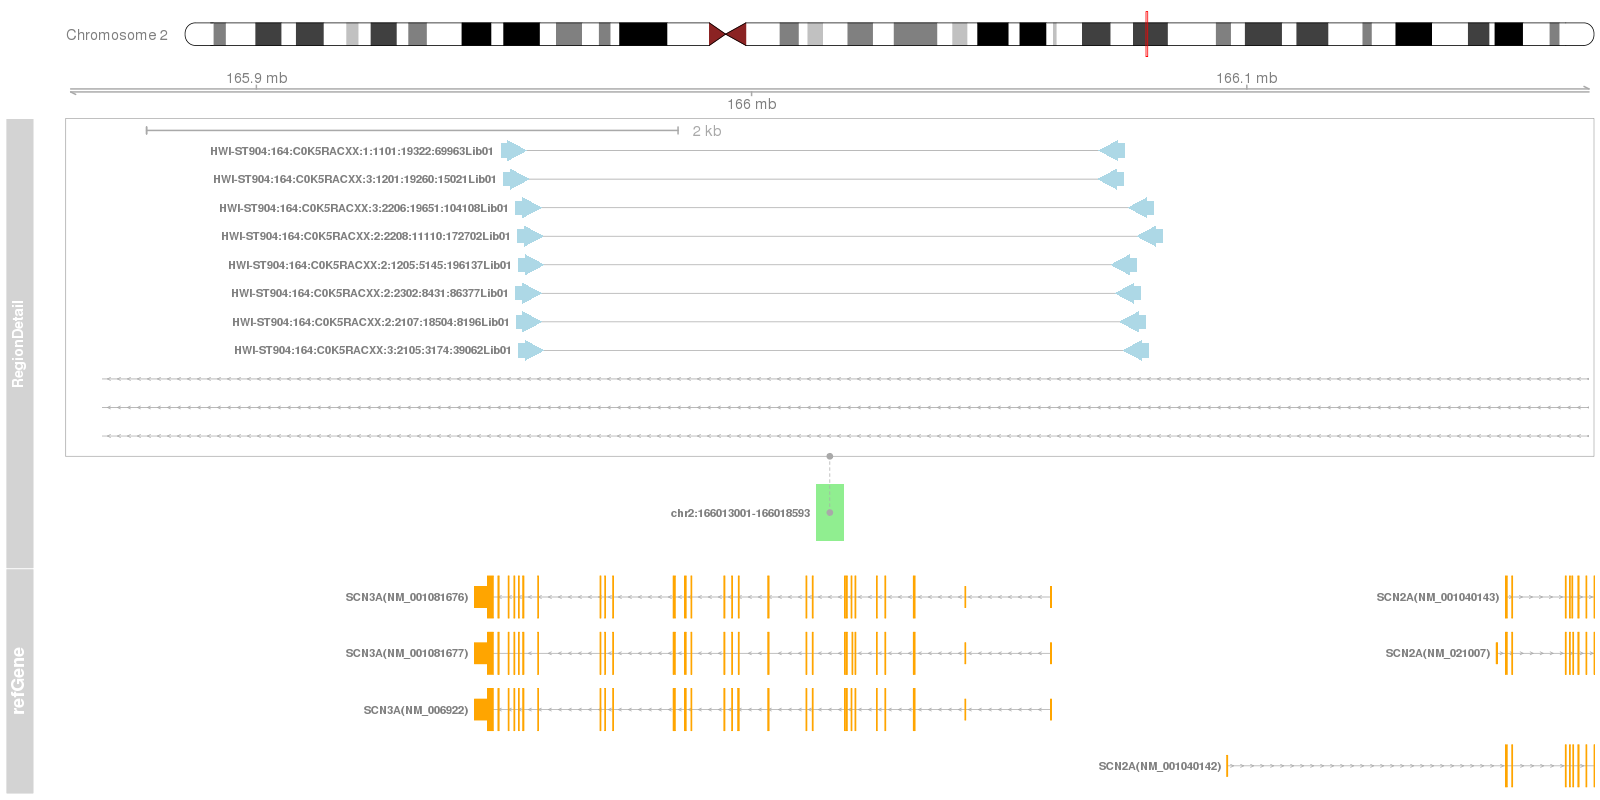 Chromosome 2
165.9 mb
166.1 mb
166 mb
2 kb
HWI-ST904:164:C0K5RACXX:1:1101:19322:69963Lib01
HWI-ST904:164:C0K5RACXX:3:1201:19260:15021Lib01
HWI-ST904:164:C0K5RACXX:3:2206:19651:104108Lib01
HWI-ST904:164:C0K5RACXX:2:2208:11110:172702Lib01
HWI-ST904:164:C0K5RACXX:2:1205:5145:196137Lib01
HWI-ST904:164:C0K5RACXX:2:2302:8431:86377Lib01
HWI-ST904:164:C0K5RACXX:2:2107:18504:8196Lib01
HWI-ST904:164:C0K5RACXX:3:2105:3174:39062Lib01
RegionDetail
chr2:166013001-166018593
refGene
SCN3A(NM_001081676)
SCN2A(NM_001040143)
SCN3A(NM_001081677)
SCN2A(NM_021007)
SCN3A(NM_006922)
SCN2A(NM_001040142)